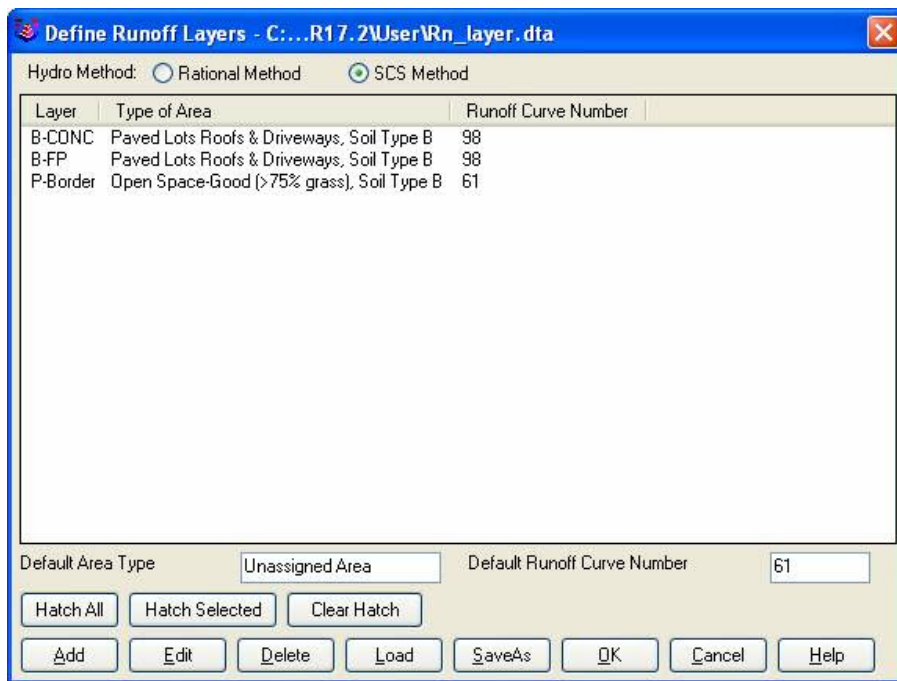 Define Runoff Layers - C:...R17.2\User\Rn_layer.dta
Hydro Method: Rational Method SCS Method
Layer Type of Area Runoff Curve Number
B-CONC Paved Lots Roofs & Driveways, Soil Type B 98
B-FP Paved Lots Roofs & Driveways, Soil Type B 98
P-Border Open Space-Good (>75% grass), Soil Type B 61
Default Area Type Unassigned Area Default Runoff Curve Number 61
Hatch All Hatch Selected Clear Hatch
Add Edit Delete Load SaveAs OK Cancel Help